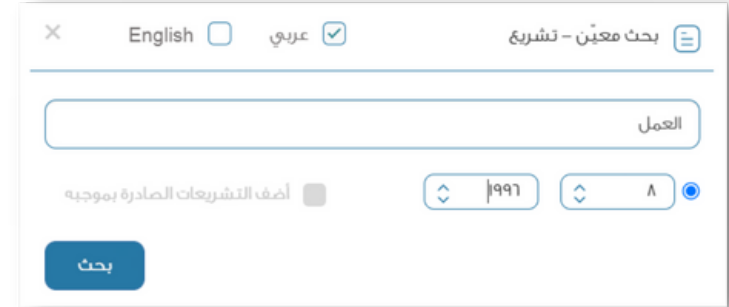 بحث معيّن – تشريع عربي English ×
العمل
٨ ١٩٩٦ أضف التشريعات الصادرة بموجبه
بحث